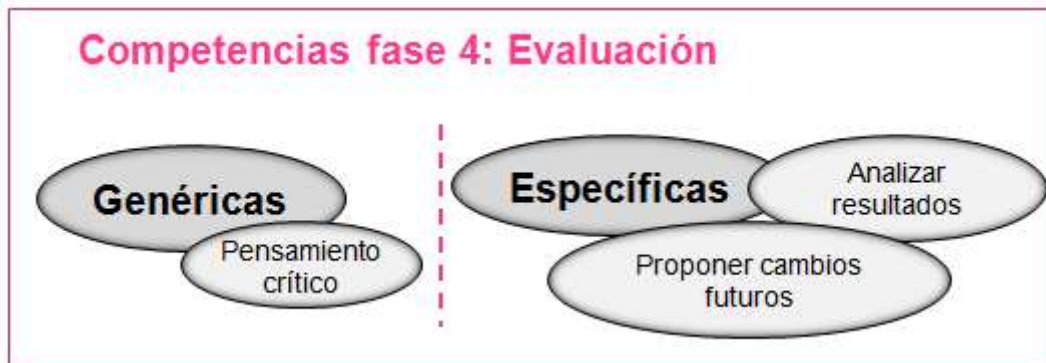 Competencias fase 4: Evaluación
Genéricas
Pensamiento
crítico
Específicas
Analizar
resultados
Proponer cambios
futuros